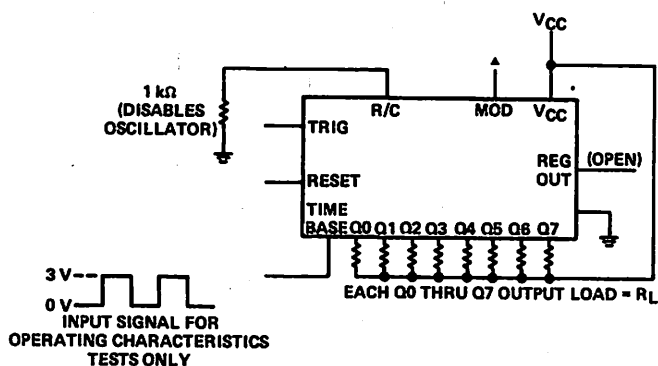 VCC
1 kΩ
(DISABLES
OSCILLATOR)
R/C
MOD
VCC
TRIG
REG
OUT
(OPEN)
RESET
TIME
BASE
Q0 Q1 Q2 Q3 Q4 Q5 Q6 Q7
3 V
0 V
EACH Q0 THRU Q7 OUTPUT LOAD = RL
INPUT SIGNAL FOR
OPERATING CHARACTERISTICS
TESTS ONLY